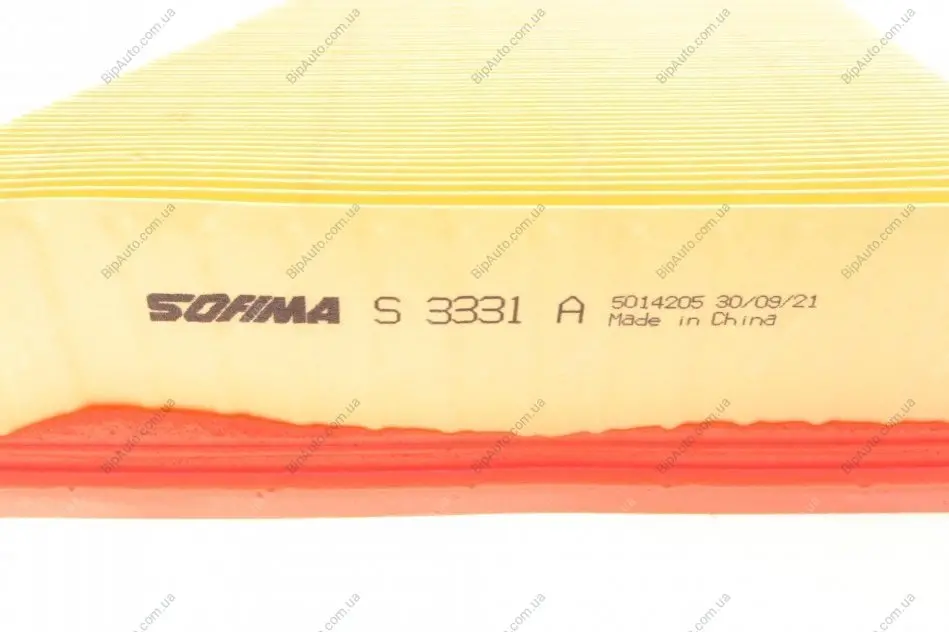 SOFIMA S 3331 A 5014205 30/09/21
Made in China
BipAuto.com.ua